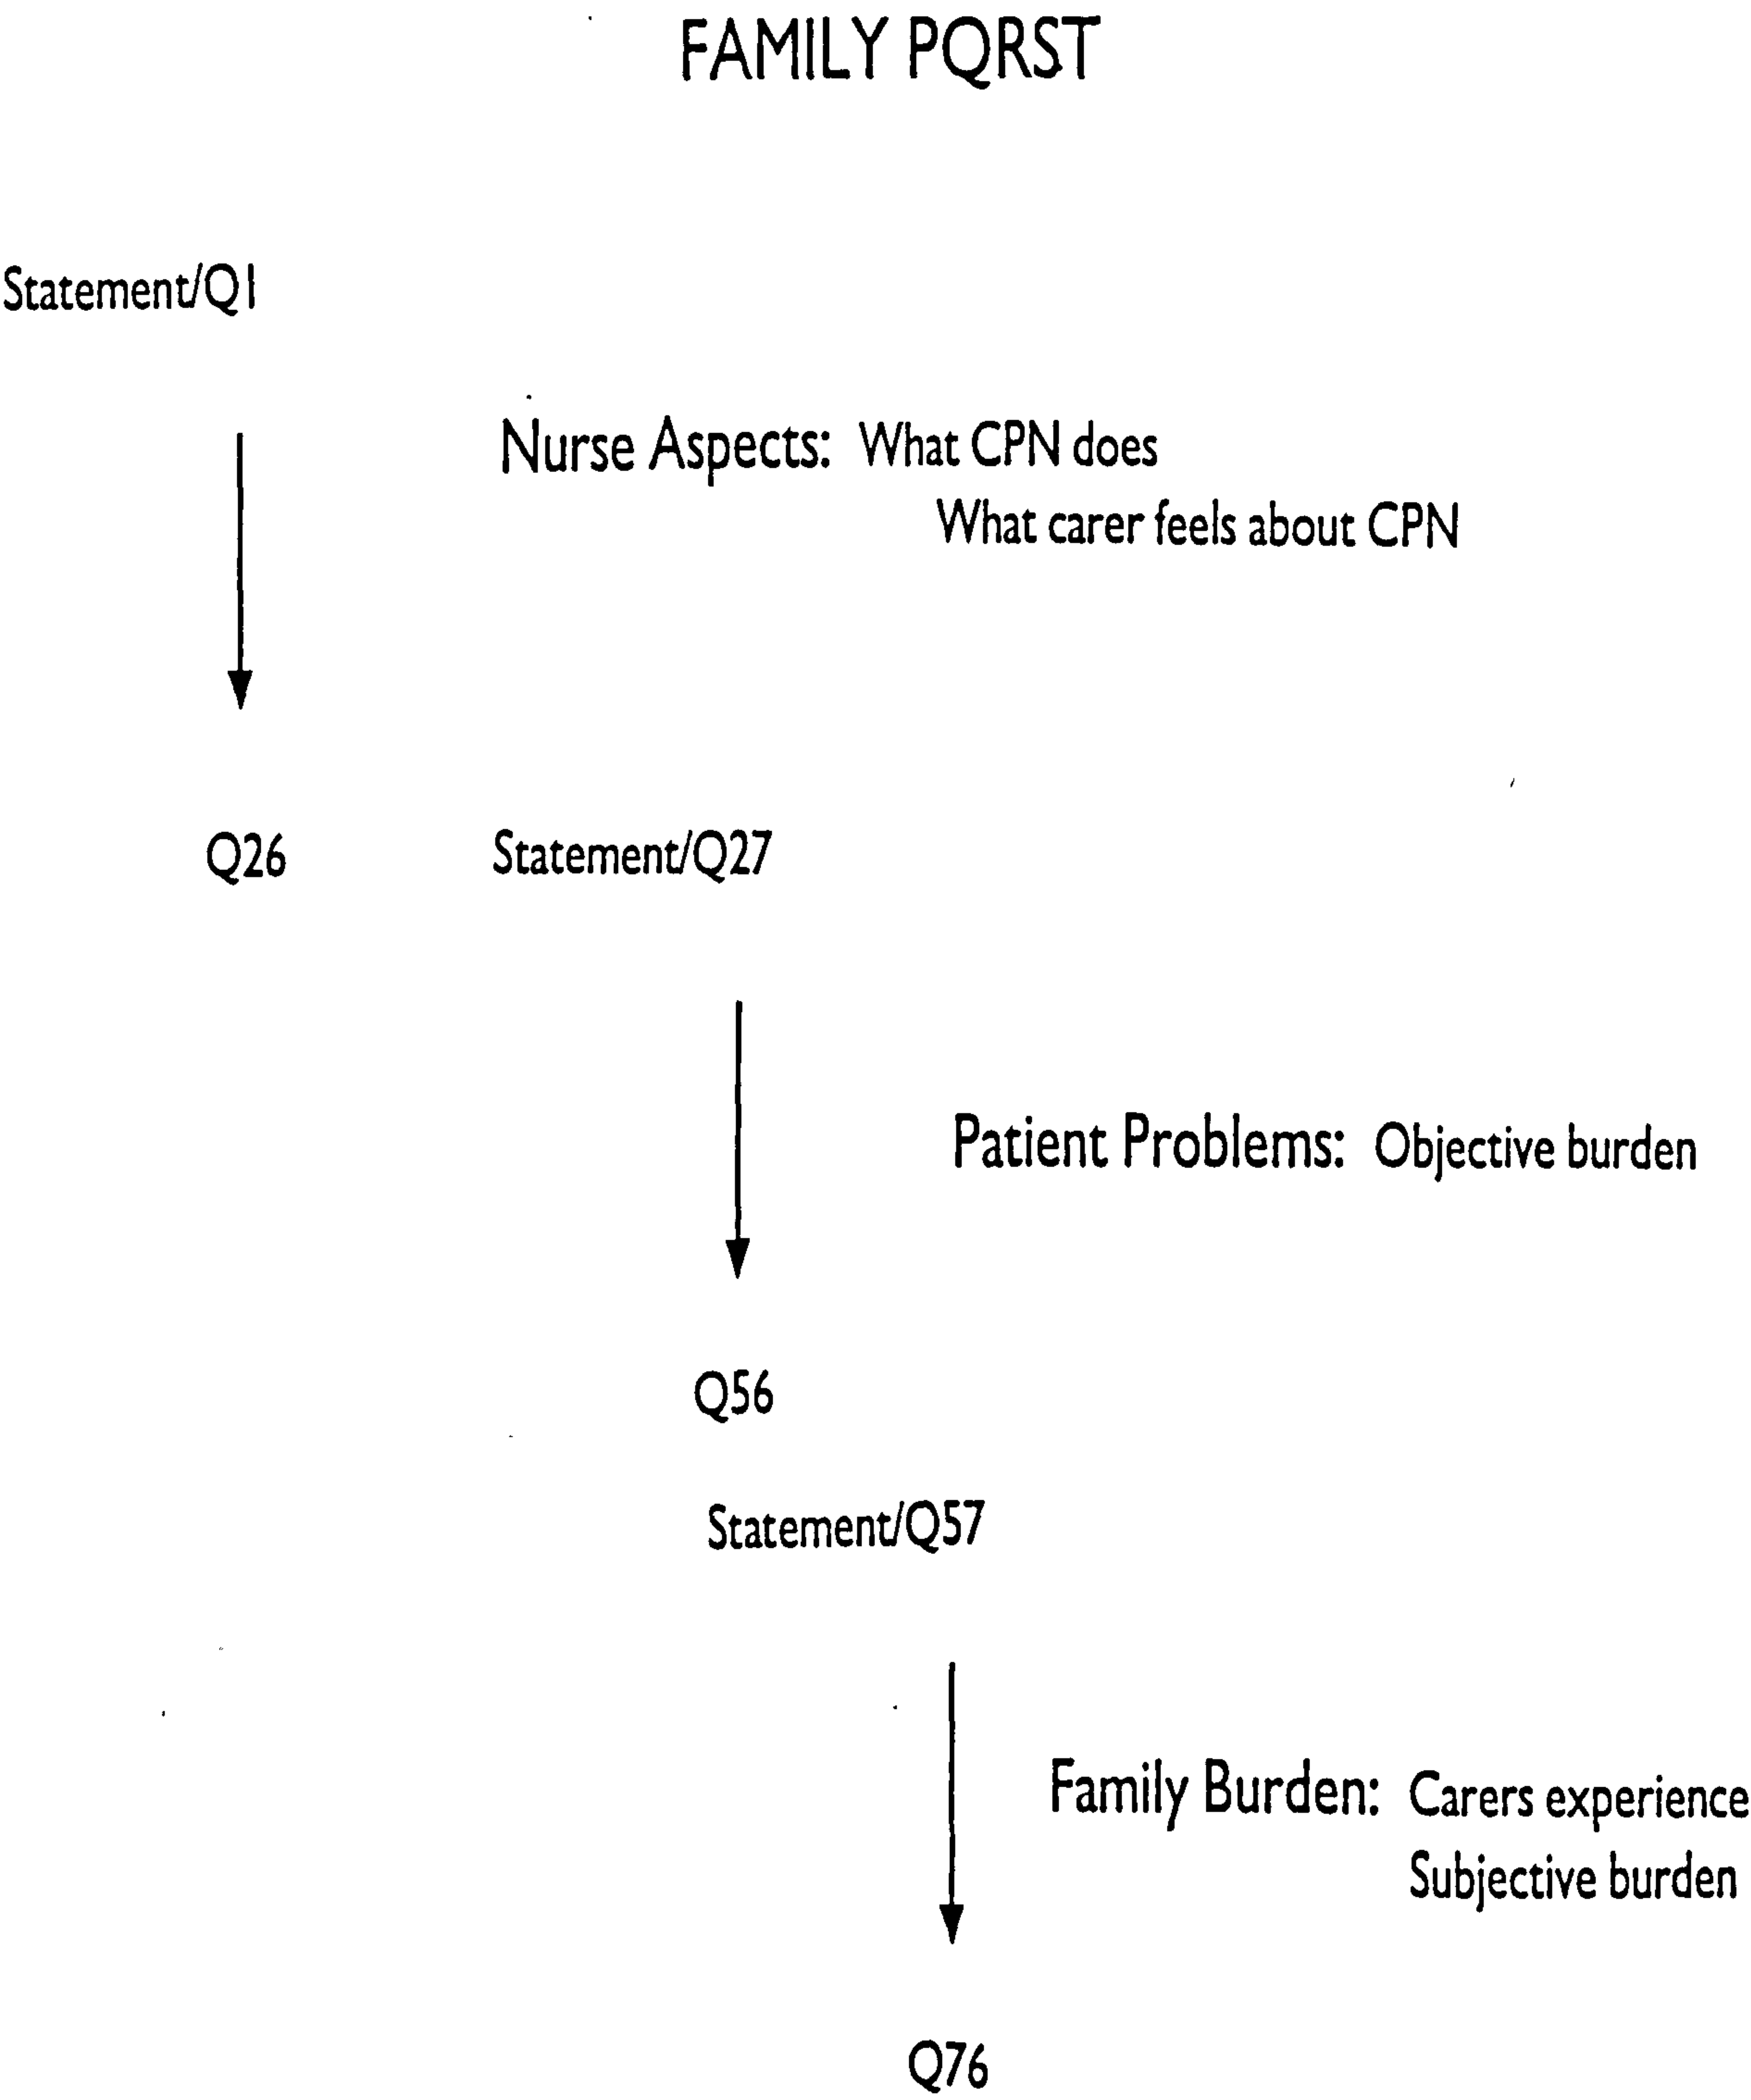 FAMILY PQRST
Statement/Q1
Nurse Aspects: What CPN does
What carer feels about CPN
Q26 Statement/Q27
Patient Problems: Objective burden
Q56
Statement/Q57
Family Burden: Carers experience
Subjective burden
Q76